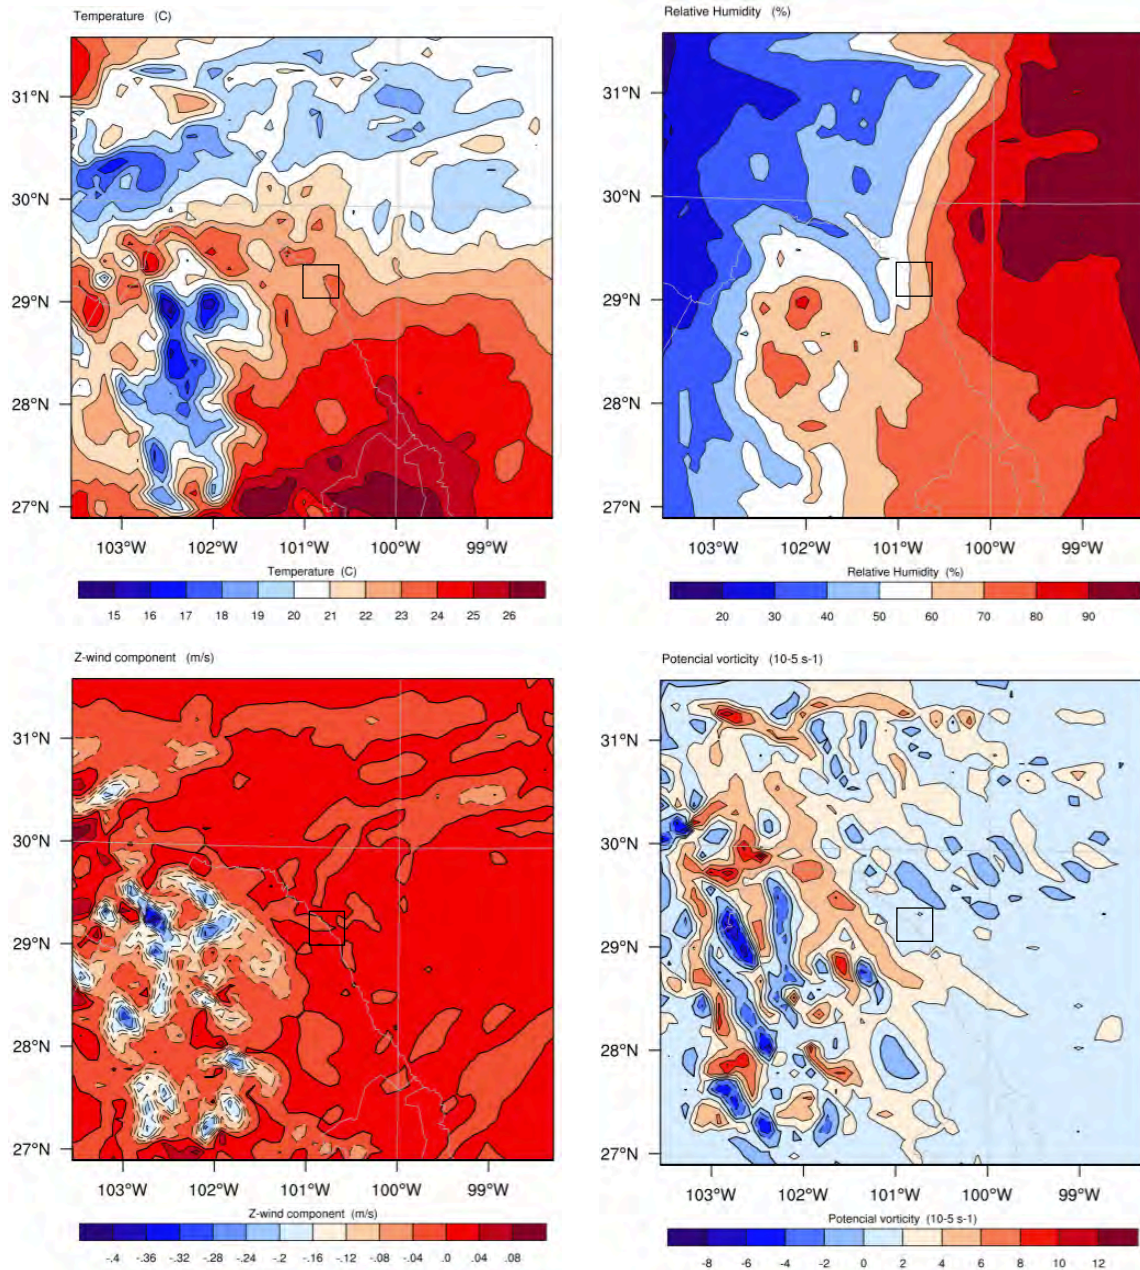 Temperature (C)
31°N
30°N
29°N
28°N
27°N
103°W 102°W 101°W 100°W 99°W
Temperature (C)
15 16 17 18 19 20 21 22 23 24 25 26
Relative Humidity (%)
31°N
30°N
29°N
28°N
27°N
103°W 102°W 101°W 100°W 99°W
Relative Humidity (%)
20 30 40 50 60 70 80 90
Z-wind component (m/s)
31°N
30°N
29°N
28°N
27°N
103°W 102°W 101°W 100°W 99°W
Z-wind component (m/s)
-.4 -.36 -.32 -.28 -.24 -.2 -.16 -.12 -.08 -.04 .0 .04 .08
Potencial vorticity (10-5 s-1)
31°N
30°N
29°N
28°N
27°N
103°W 102°W 101°W 100°W 99°W
Potencial vorticity (10-5 s-1)
-8 -6 -4 -2 0 2 4 6 8 10 12